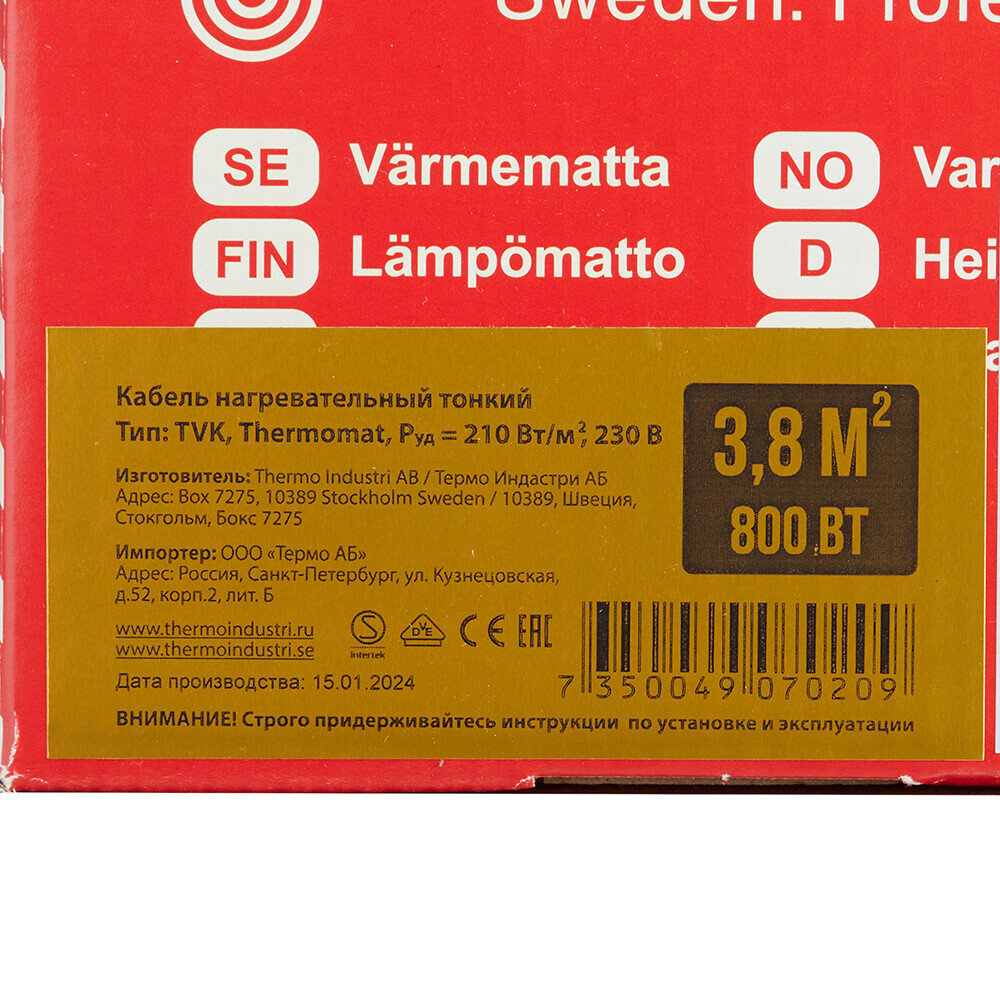 Sweden. Profe
SE Värmematta
NO Var
FIN Lämpömatto
D Hei
Кабель нагревательный тонкий
Тип: TVK, Thermomat, Руд = 210 Вт/м², 230 В
3,8 М²
800 ВТ
Изготовитель: Thermo Industri AB / Термо Индастри АБ
Адрес: Box 7275, 10389 Stockholm Sweden / 10389, Швеция,
Стокгольм, Бокс 7275
Импортер: ООО «Термо АБ»
Адрес: Россия, Санкт-Петербург, ул. Кузнецовская,
д.52, корп.2, лит. Б
www.thermoindustri.ru
www.thermoindustri.se
S Intertek
DVE
CE EAC
7 350049 070209
Дата производства: 15.01.2024
ВНИМАНИЕ! Строго придерживайтесь инструкции по установке и эксплуатации